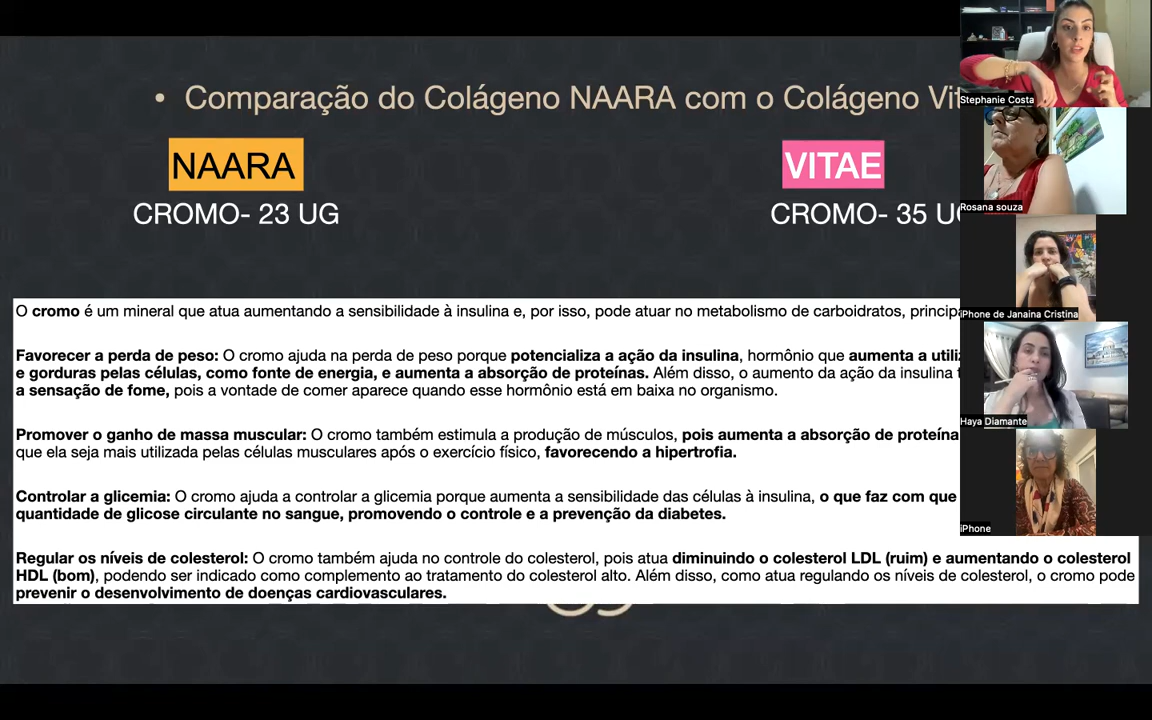 • Comparação do Colágeno NAARA com o Colágeno
NAARA
VITAE
CROMO- 23 UG
CROMO- 35
O cromo é um mineral que atua aumentando a sensibilidade à insulina e, por isso, pode atuar no metabolismo de carboidratos,
Favorecer a perda de peso: O cromo ajuda na perda de peso porque potencializa a ação da insulina, hormônio que aumenta a
e gorduras pelas células, como fonte de energia, e aumenta a absorção de proteínas. Além disso, o aumento da ação da insulina
a sensação de fome, pois a vontade de comer aparece quando esse hormônio está em baixa no organismo.
Promover o ganho de massa muscular: O cromo também estimula a produção de músculos, pois aumenta a absorção de proteína
que ela seja mais utilizada pelas células musculares após o exercício físico, favorecendo a hipertrofia.
Controlar a glicemia: O cromo ajuda a controlar a glicemia porque aumenta a sensibilidade das células à insulina, o que faz com que
quantidade de glicose circulante no sangue, promovendo o controle e a prevenção da diabetes.
Regular os níveis de colesterol: O cromo também ajuda no controle do colesterol, pois atua diminuindo o colesterol LDL (ruim) e aumentando o colesterol
HDL (bom), podendo ser indicado como complemento ao tratamento do colesterol alto. Além disso, como atua regulando os níveis de colesterol, o cromo pode
prevenir o desenvolvimento de doenças cardiovasculares.
Stephanie Costa
Rosana souza
iPhone de Janaina Cristina
Haya Diamante
iPhone